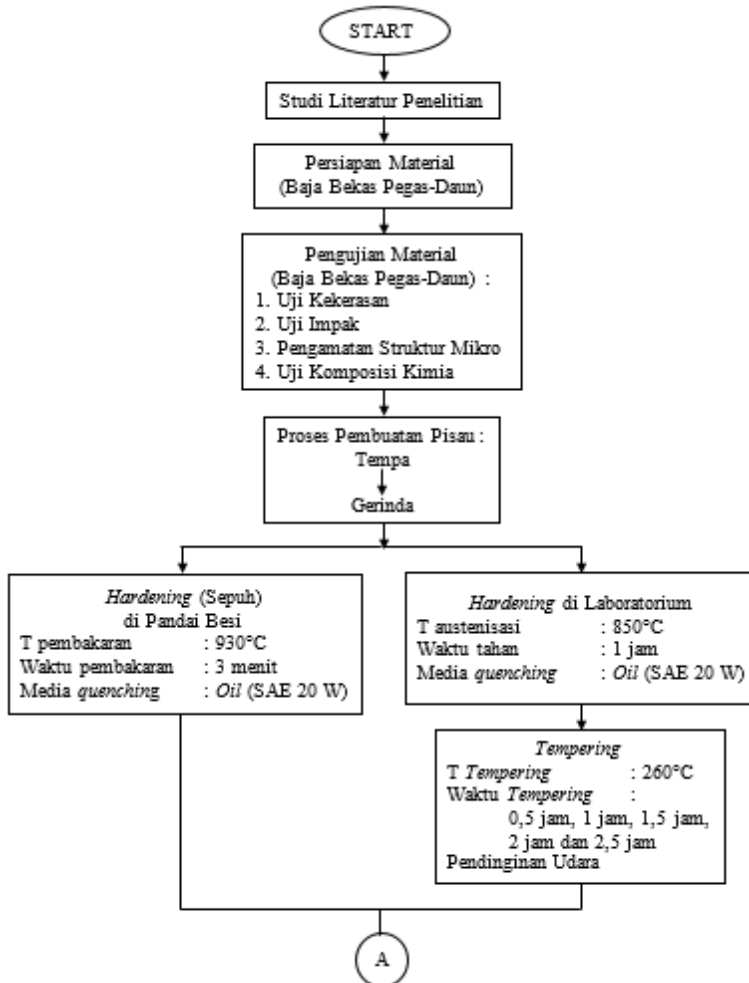 START
Studi Literatur Penelitian
Persiapan Material
(Baja Bekas Pegas-Daun)
Pengujian Material
(Baja Bekas Pegas-Daun) :
1. Uji Kekerasan
2. Uji Impak
3. Pengamatan Struktur Mikro
4. Uji Komposisi Kimia
Proses Pembuatan Pisau :
Tempa
Gerinda
Hardening (Sepuh)
di Pandai Besi
T pembakaran : 930°C
Waktu pembakaran : 3 menit
Media quenching : Oil (SAE 20 W)
Hardening di Laboratorium
T austenisasi : 850°C
Waktu tahan : 1 jam
Media quenching : Oil (SAE 20 W)
Tempering
T Tempering : 260°C
Waktu Tempering :
0,5 jam, 1 jam, 1,5 jam,
2 jam dan 2,5 jam
Pendinginan Udara
A